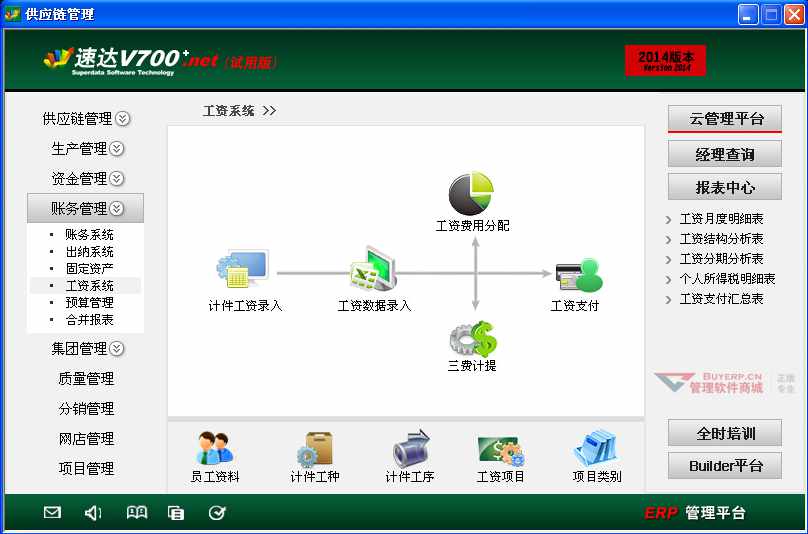 供应链管理
速达V700+.net（试用版）
Superdata Software Technology
2014版本
Version 2014
供应链管理
生产管理
资金管理
账务管理
账务系统
出纳系统
固定资产
工资系统
预算管理
合并报表
集团管理
质量管理
分销管理
网店管理
项目管理
工资系统 >>
工资费用分配
计件工资录入
工资数据录入
工资支付
三费计提
员工资料
计件工种
计件工序
工资项目
项目类别
云管理平台
经理查询
报表中心
工资月度明细表
工资结构分析表
工资分期分析表
个人所得税明细表
工资支付汇总表
BUYERP.CN
管理软件商城
正版
专业
全时培训
Builder平台
ERP 管理平台